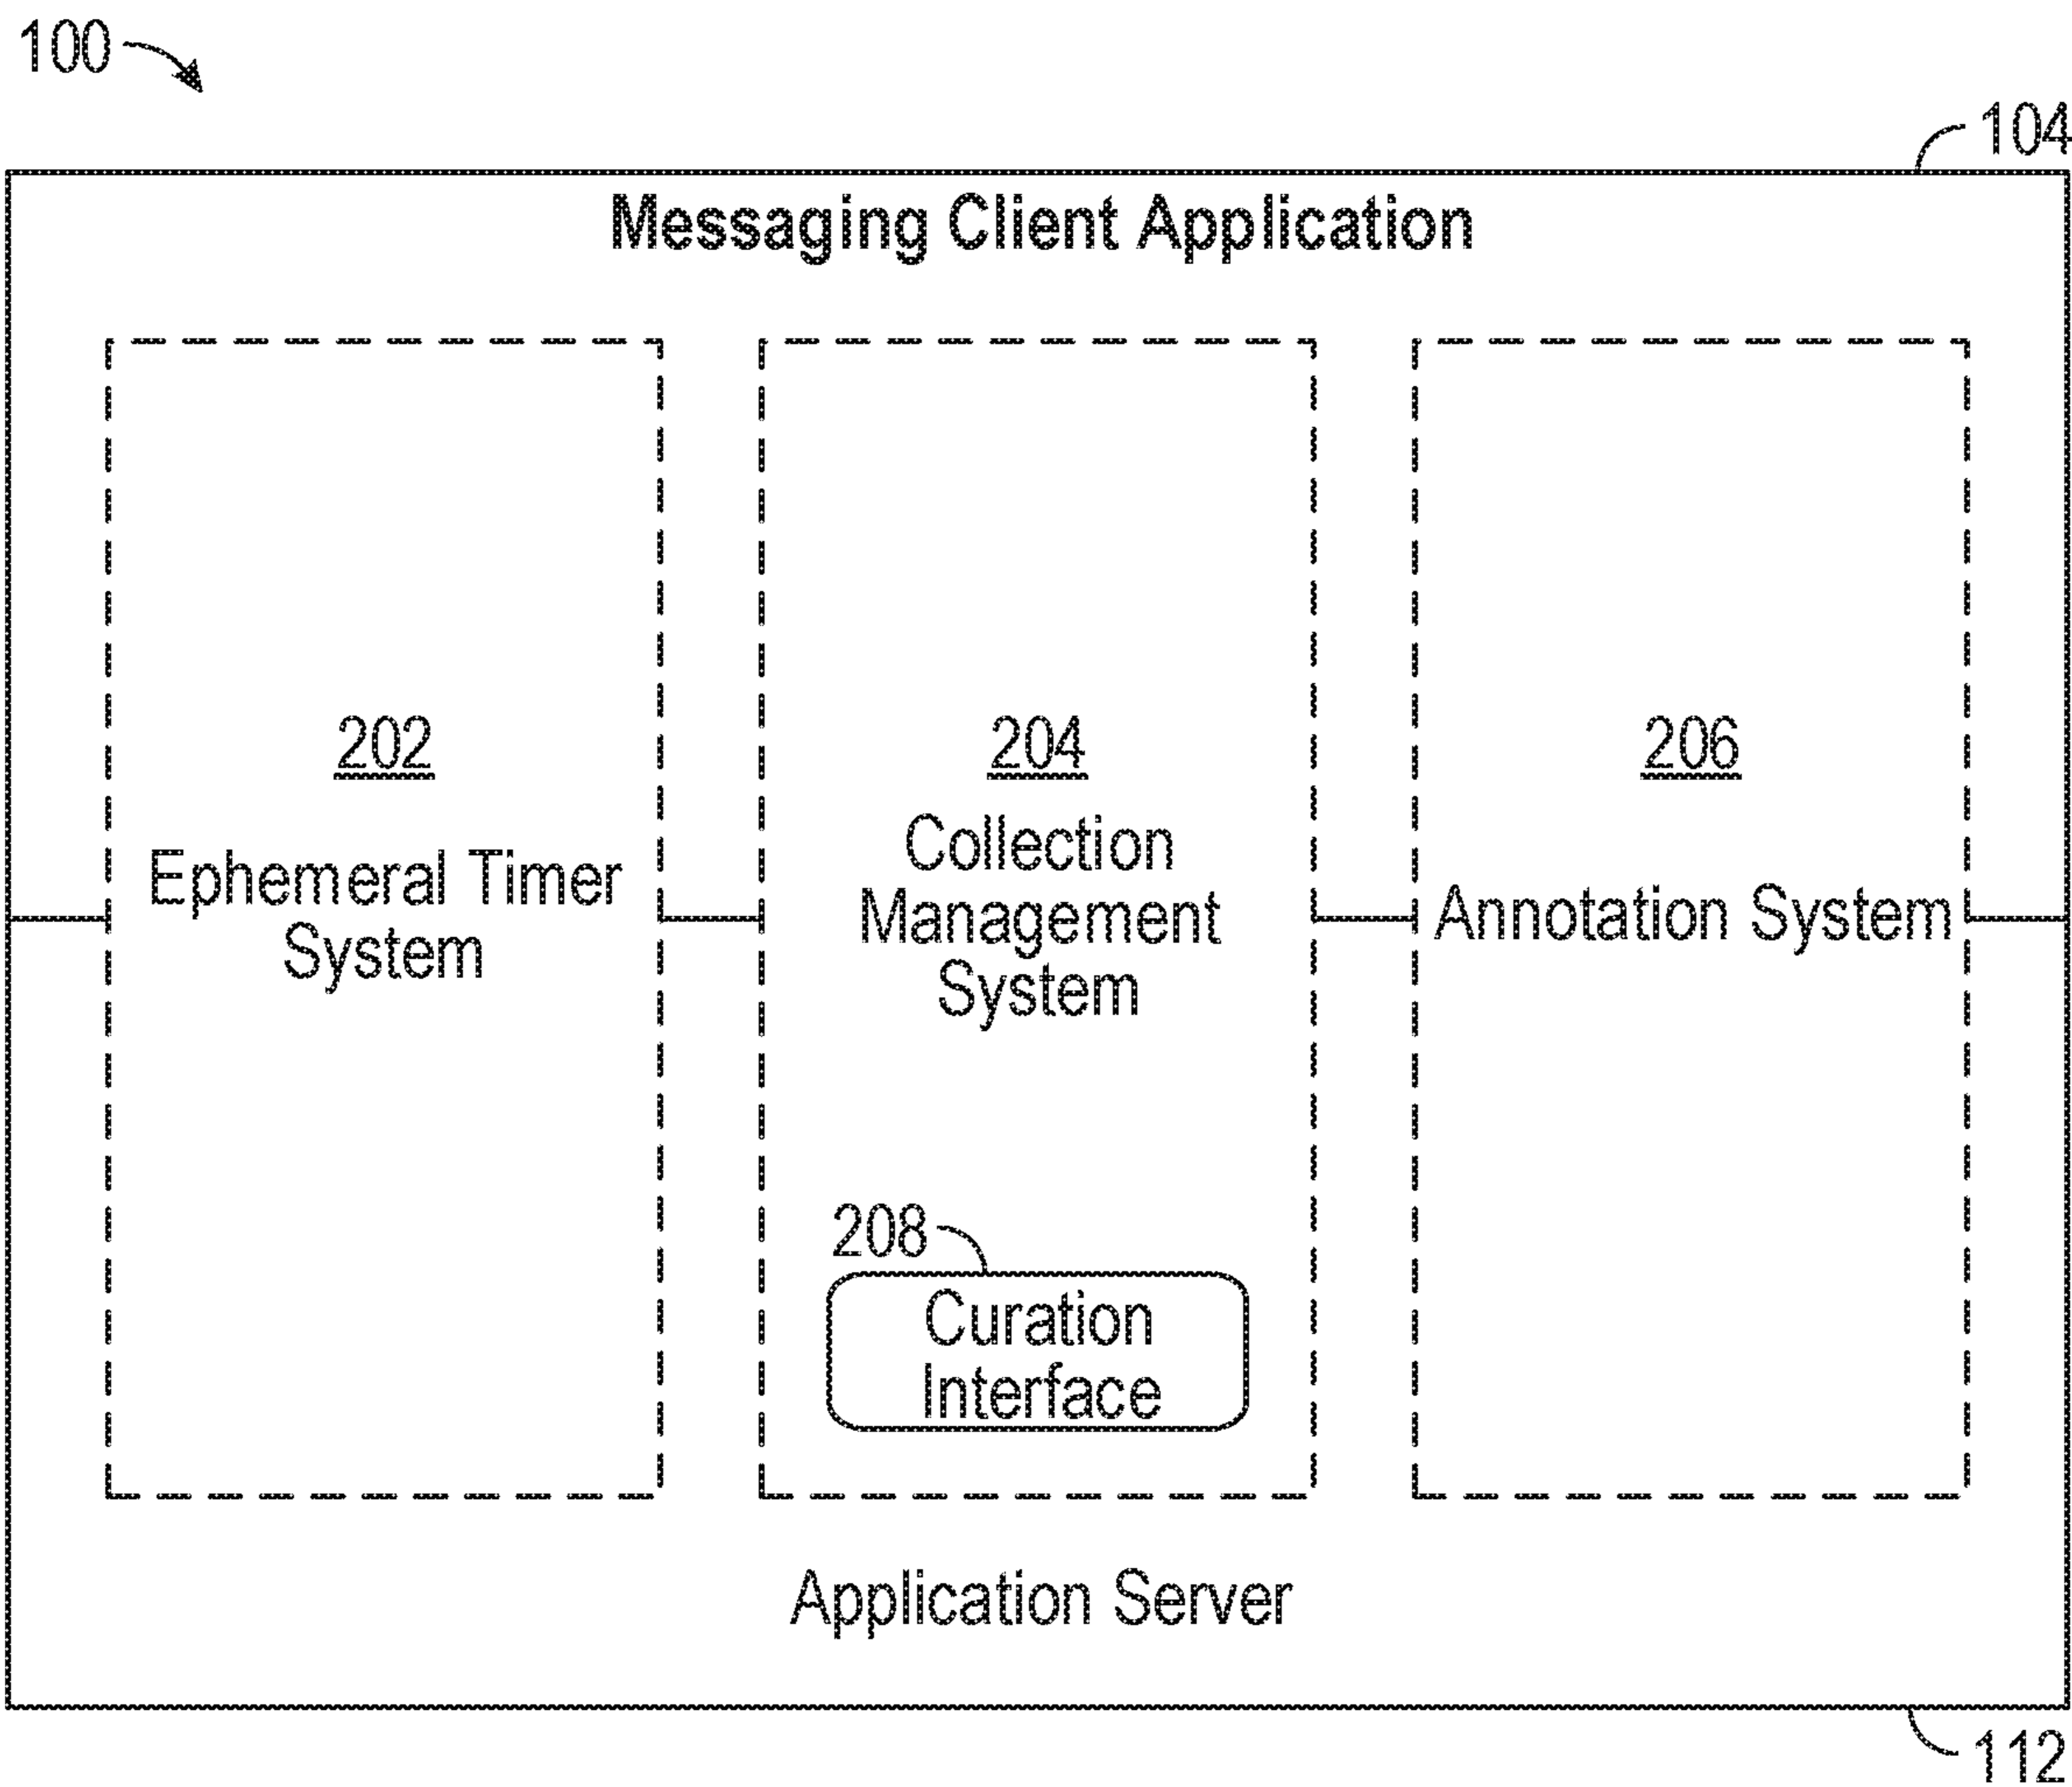 100
104
Messaging Client Application
202
Ephemeral Timer
System
204
Collection
Management
System
206
Annotation System
208
Curation
Interface
Application Server
112